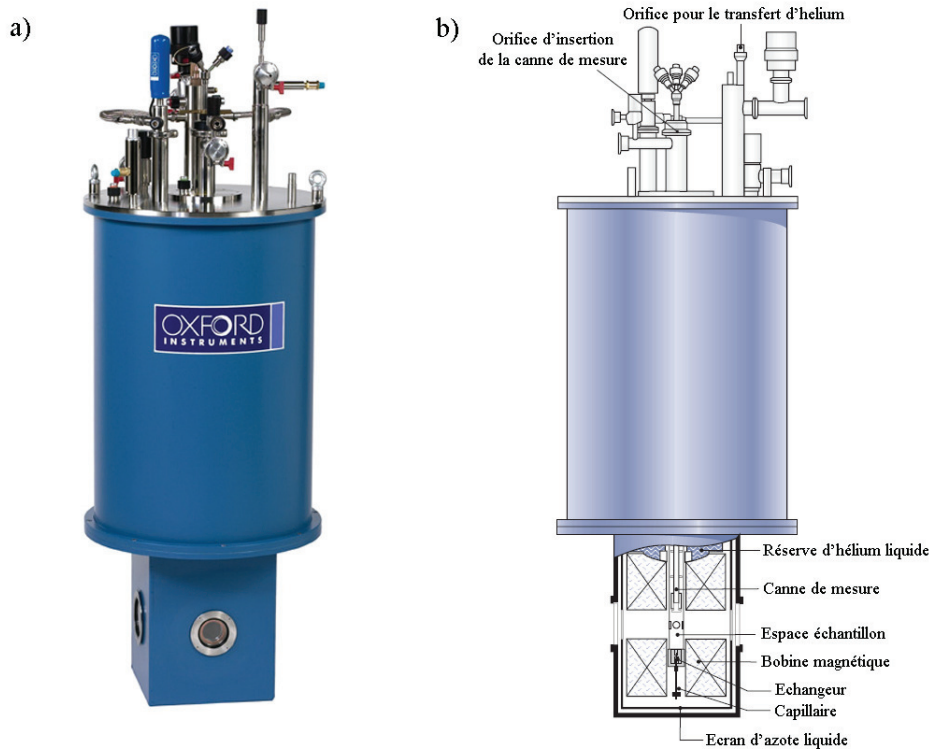 a)
OXFORD
INSTRUMENTS
b)
Orifice pour le transfert d'helium
Orifice d'insertion
de la canne de mesure
Réserve d'hélium liquide
Canne de mesure
Espace échantillon
Bobine magnétique
Echangeur
Capillaire
Ecran d'azote liquide